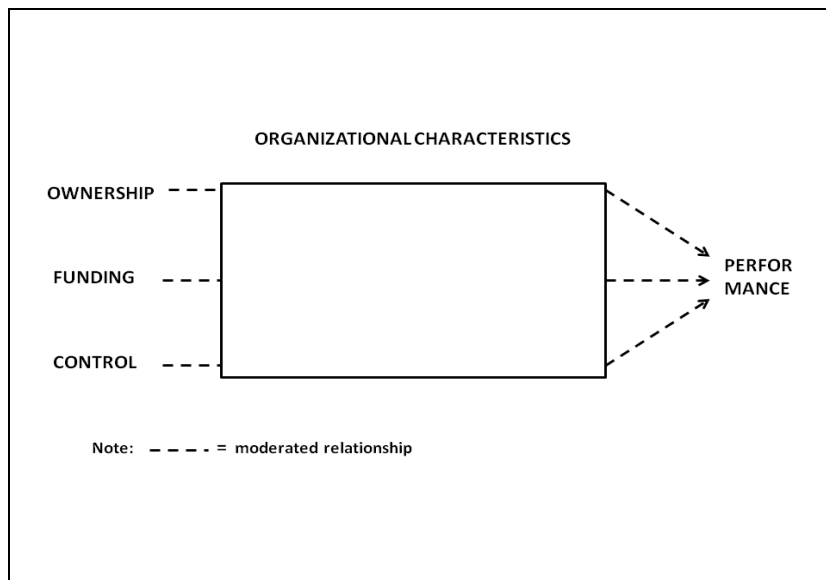 ORGANIZATIONAL CHARACTERISTICS
OWNERSHIP
FUNDING
CONTROL
PERFOR
MANCE
Note: – – – – – = moderated relationship